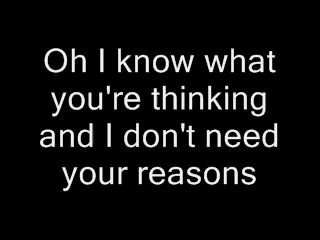 Oh I know what
you're thinking
and I don't need
your reasons